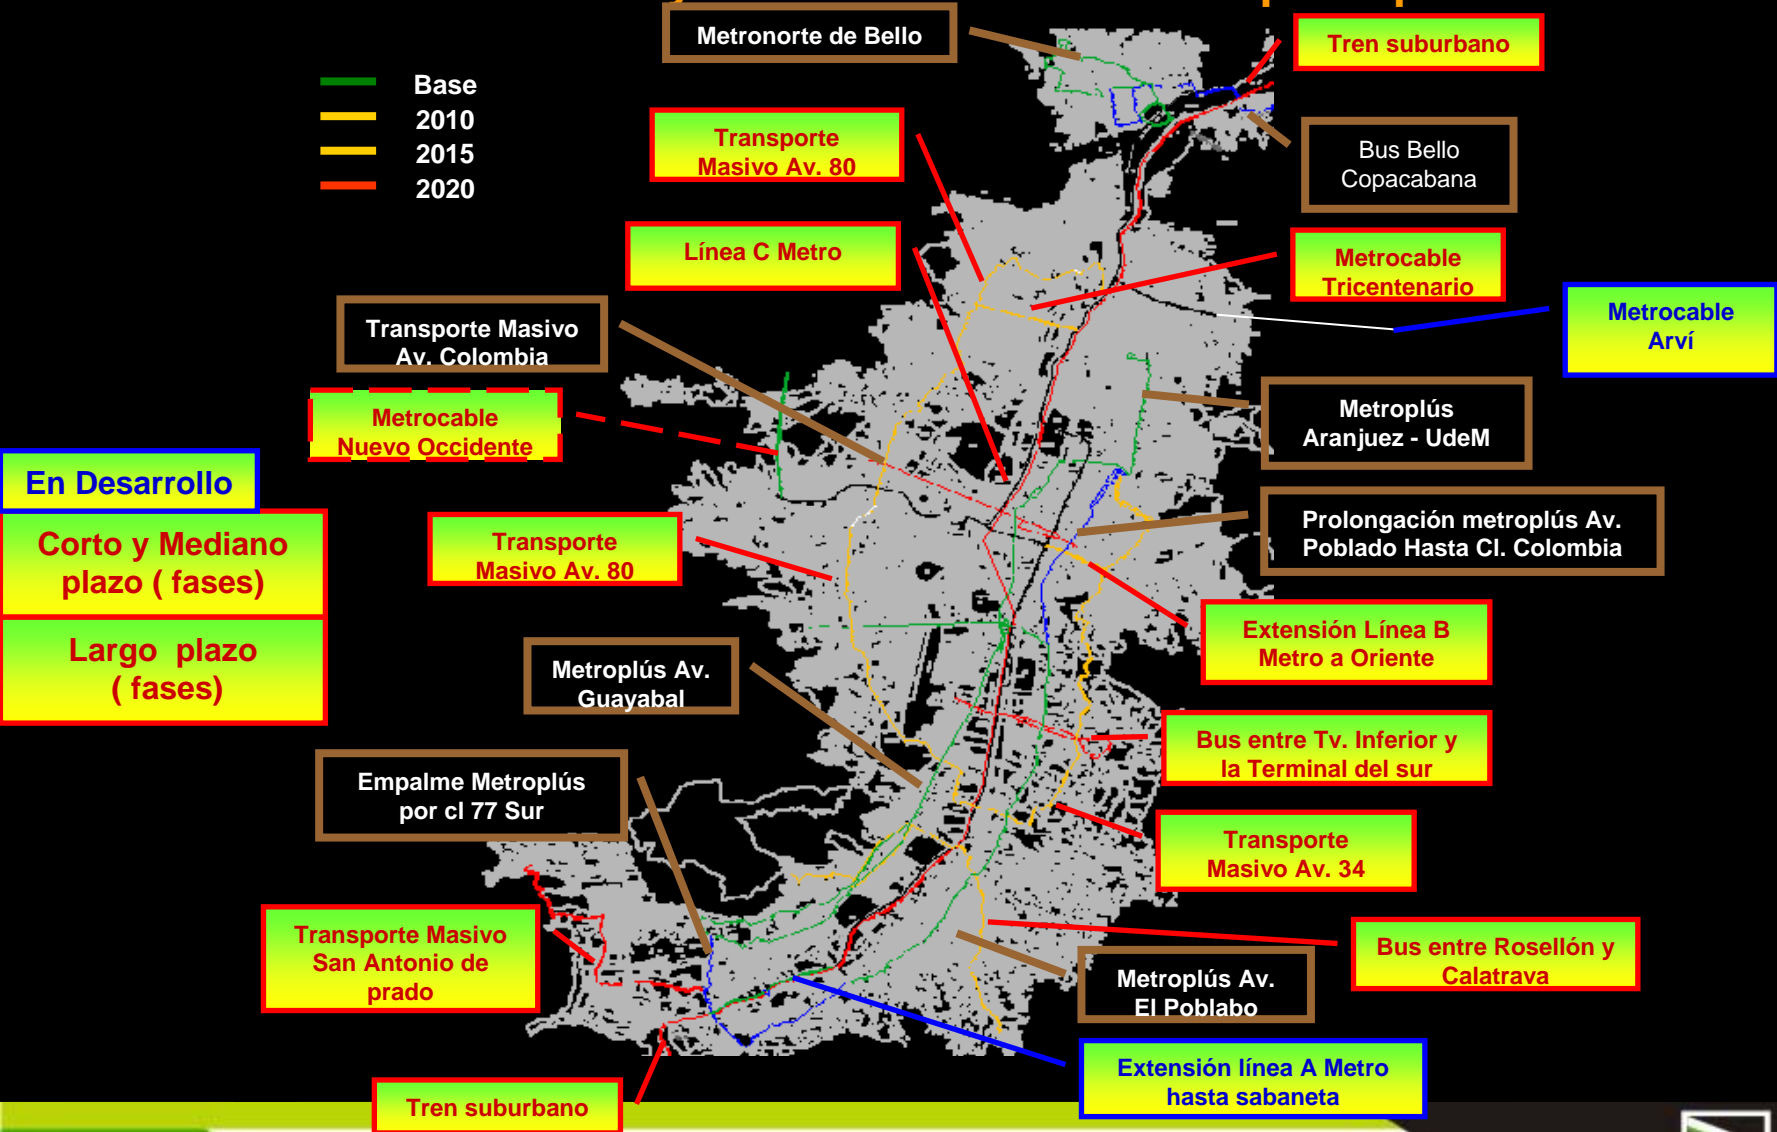 Metronorte de Bello
Tren suburbano
Base
2010
2015
2020
Transporte
Masivo Av. 80
Bus Bello
Copacabana
Línea C Metro
Metrocable
Tricentenario
Metrocable
Arví
Transporte Masivo
Av. Colombia
Metrocable
Nuevo Occidente
Metroplús
Aranjuez - UdeM
En Desarrollo
Corto y Mediano
plazo ( fases)
Largo plazo
( fases)
Transporte
Masivo Av. 80
Prolongación metroplús Av.
Poblado Hasta Cl. Colombia
Extensión Línea B
Metro a Oriente
Metroplús Av.
Guayabal
Bus entre Tv. Inferior y
la Terminal del sur
Empalme Metroplús
por cl 77 Sur
Transporte
Masivo Av. 34
Transporte Masivo
San Antonio de
prado
Bus entre Rosellón y
Calatrava
Metroplús Av.
El Poblabo
Extensión línea A Metro
hasta sabaneta
Tren suburbano